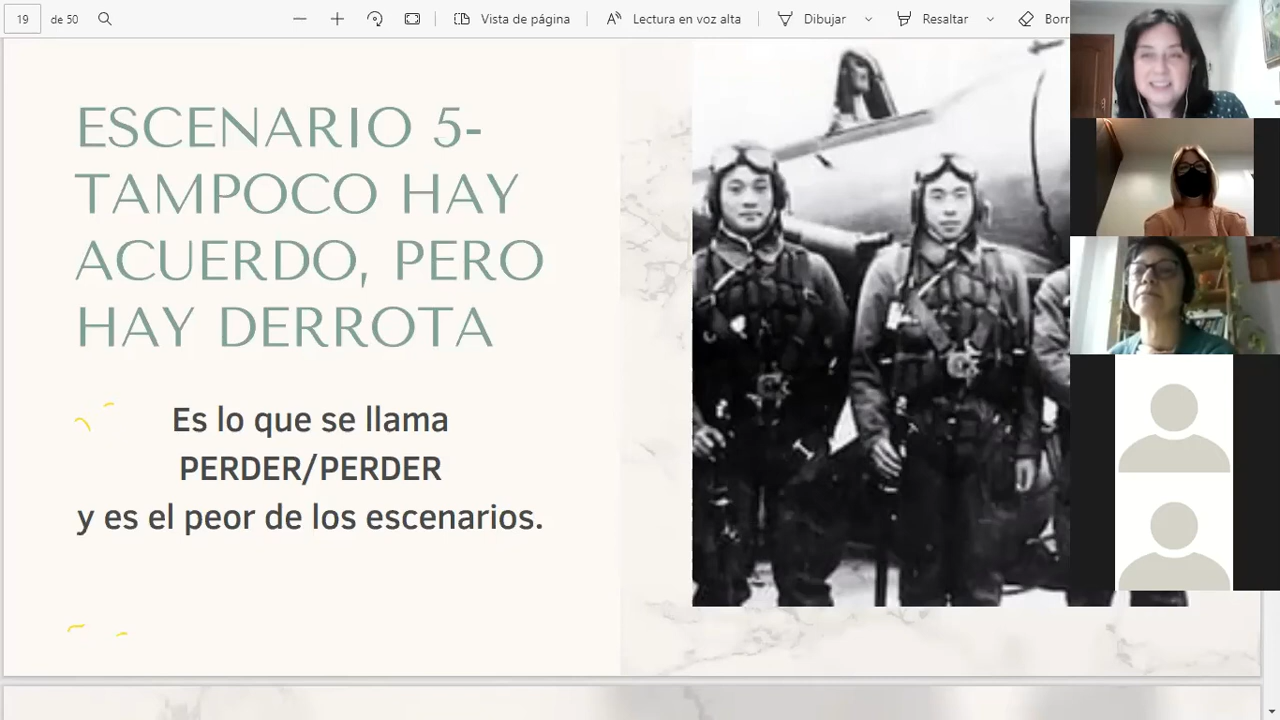 19 de 50 Vista de página Lectura en voz alta Dibujar Resaltar
ESCENARIO 5-
TAMPOCO HAY
ACUERDO, PERO
HAY DERROTA
Es lo que se llama
PERDER/PERDER
y es el peor de los escenarios.